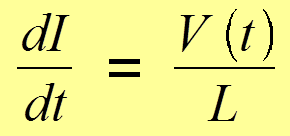 dI/dt = V(t)/L